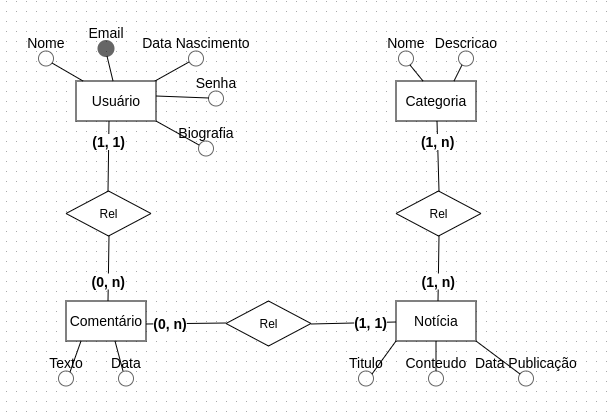 Email
Nome
Data Nascimento
Nome
Descricao
Senha
Usuário
Categoria
Biografia
(1, 1)
(1, n)
Rel
Rel
(0, n)
(1, n)
Comentário
(0, n)
Rel
(1, 1)
Notícia
Texto
Data
Titulo
Conteudo
Data Publicação